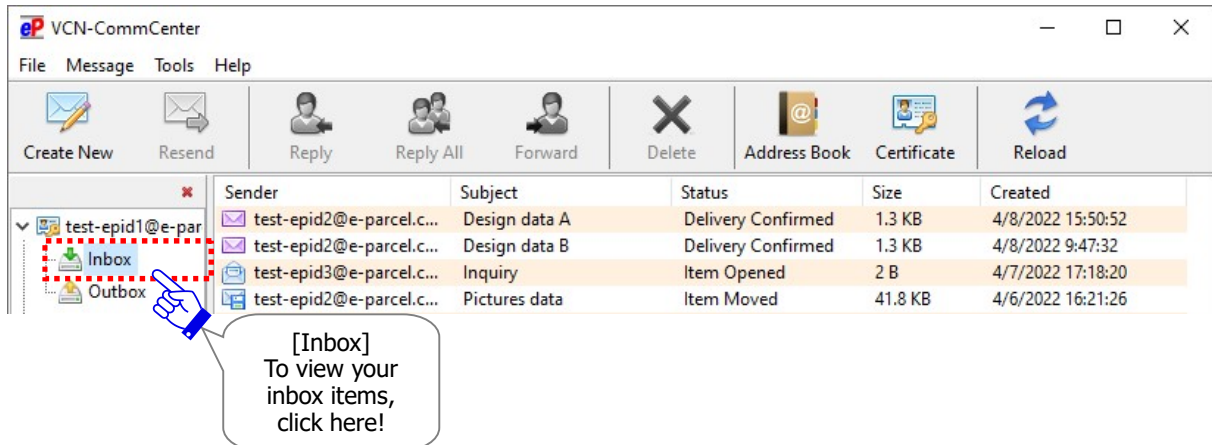 eP VCN-CommCenter
File Message Tools Help
Create New Resend Reply Reply All Forward Delete Address Book Certificate Reload
Sender Subject Status Size Created
test-epid1@e-par
Inbox
Outbox
test-epid2@e-parcel.c... Design data A Delivery Confirmed 1.3 KB 4/8/2022 15:50:52
test-epid2@e-parcel.c... Design data B Delivery Confirmed 1.3 KB 4/8/2022 9:47:32
test-epid3@e-parcel.c... Inquiry Item Opened 2 B 4/7/2022 17:18:20
test-epid2@e-parcel.c... Pictures data Item Moved 41.8 KB 4/6/2022 16:21:26
[Inbox]
To view your
inbox items,
click here!